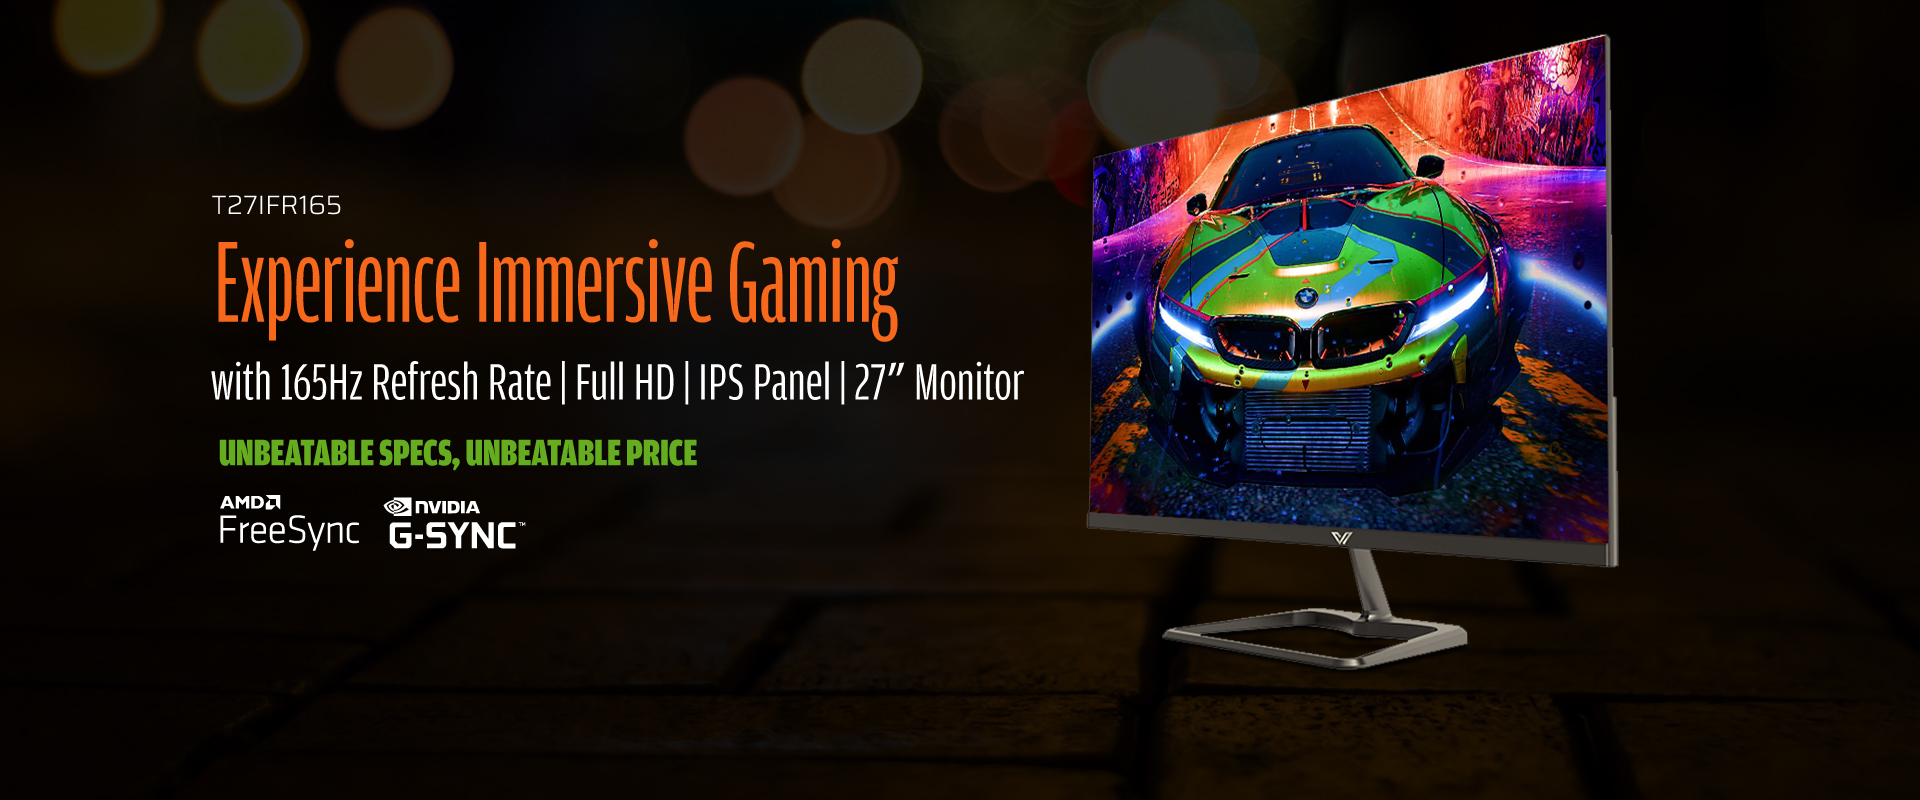 T27IFR165
Experience Immersive Gaming
with 165Hz Refresh Rate | Full HD | IPS Panel | 27″ Monitor
UNBEATABLE SPECS, UNBEATABLE PRICE
AMD
FreeSync
NVIDIA
G-SYNC™